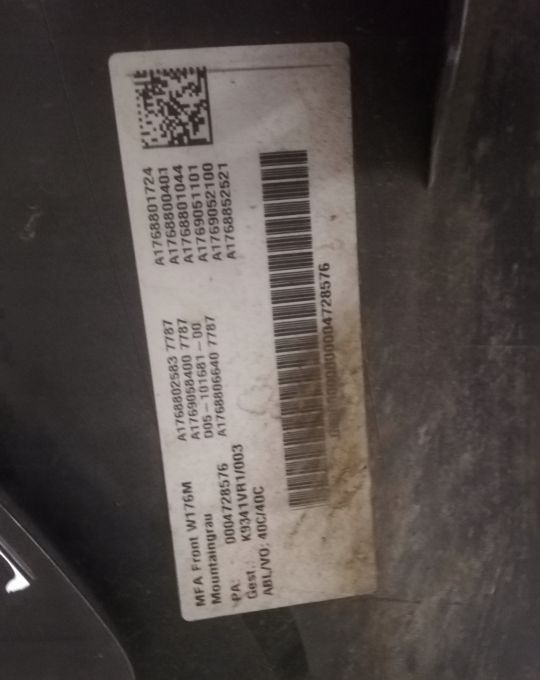 MFA Front W176M
Mountaingrau
PA: 0004728576
Gest.: K9341VR1/003
ABL/VO: 40C/40C
A1768802583 7787
A1769058400 7787
D05-101681-00
A1768806640 7787
A1768801724
A1768800401
A1768801044
A1769051101
A1769052100
A1768852521